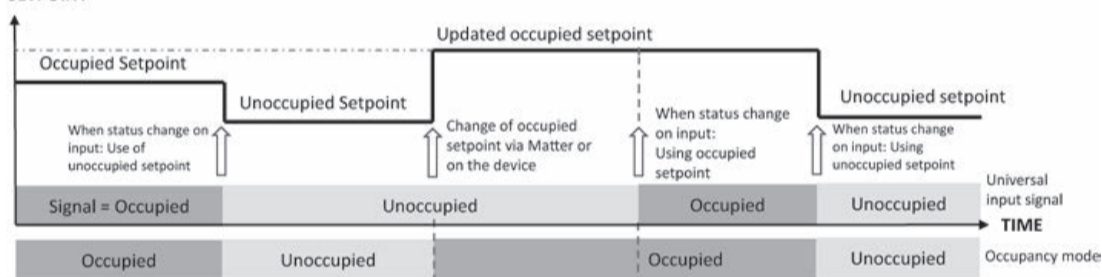 Updated occupied setpoint
Occupied Setpoint
Unoccupied Setpoint
Unoccupied setpoint
When status change on
input: Use of
unoccupied setpoint
Change of occupied
setpoint via Matter or
on the device
When status change
on input:
Using occupied
setpoint
When status change
on input: Using
unoccupied setpoint
Signal = Occupied
Unoccupied
Occupied
Unoccupied
Universal
input signal
TIME
Occupied
Unoccupied
Occupied
Unoccupied
Occupancy mode